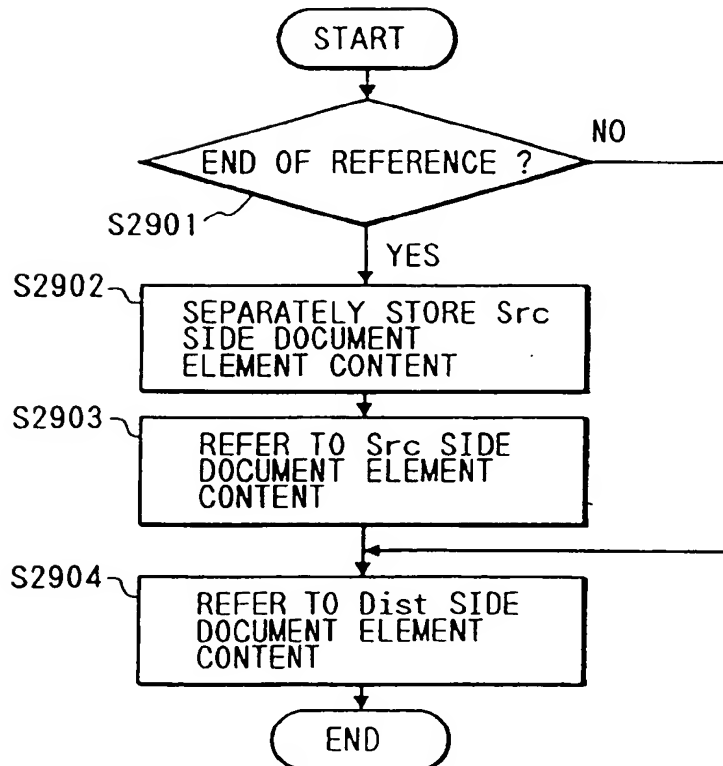 START
NO
END OF REFERENCE ?
S2901
YES
S2902
SEPARATELY STORE Src
SIDE DOCUMENT
ELEMENT CONTENT
S2903
REFER TO Src SIDE
DOCUMENT ELEMENT
CONTENT
S2904
REFER TO Dist SIDE
DOCUMENT ELEMENT
CONTENT
END